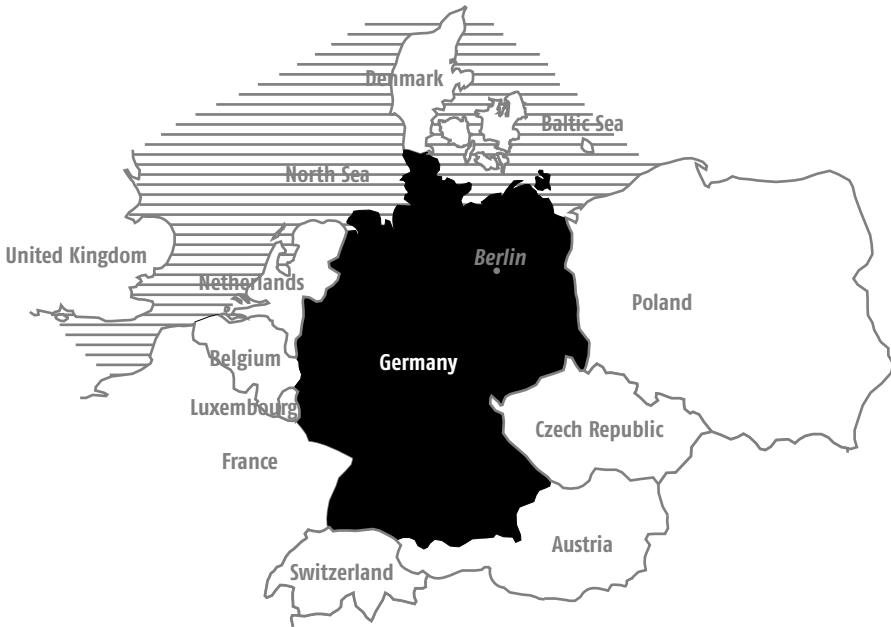 Denmark
Baltic Sea
North Sea
United Kingdom
Berlin
Netherlands
Poland
Belgium
Germany
Luxembourg
Czech Republic
France
Austria
Switzerland